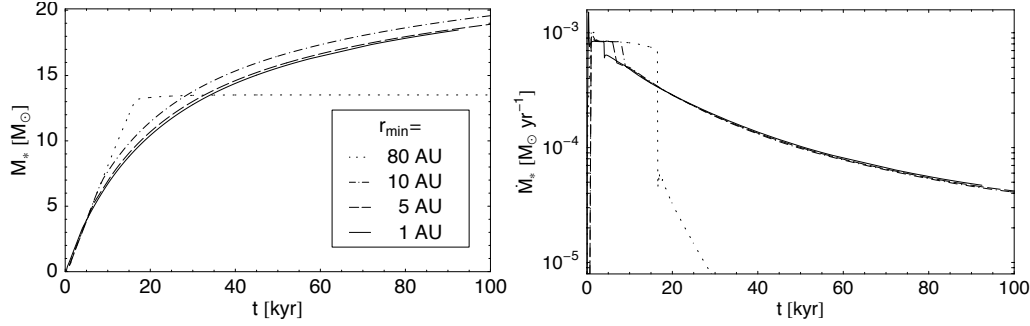 20
15
10
5
0
M* [M⊙]
r_min=
80 AU
10 AU
5 AU
1 AU
0 20 40 60 80 100
t [kyr]
10⁻³
10⁻⁴
10⁻⁵
Ṁ* [M⊙ yr⁻¹]
0 20 40 60 80 100
t [kyr]